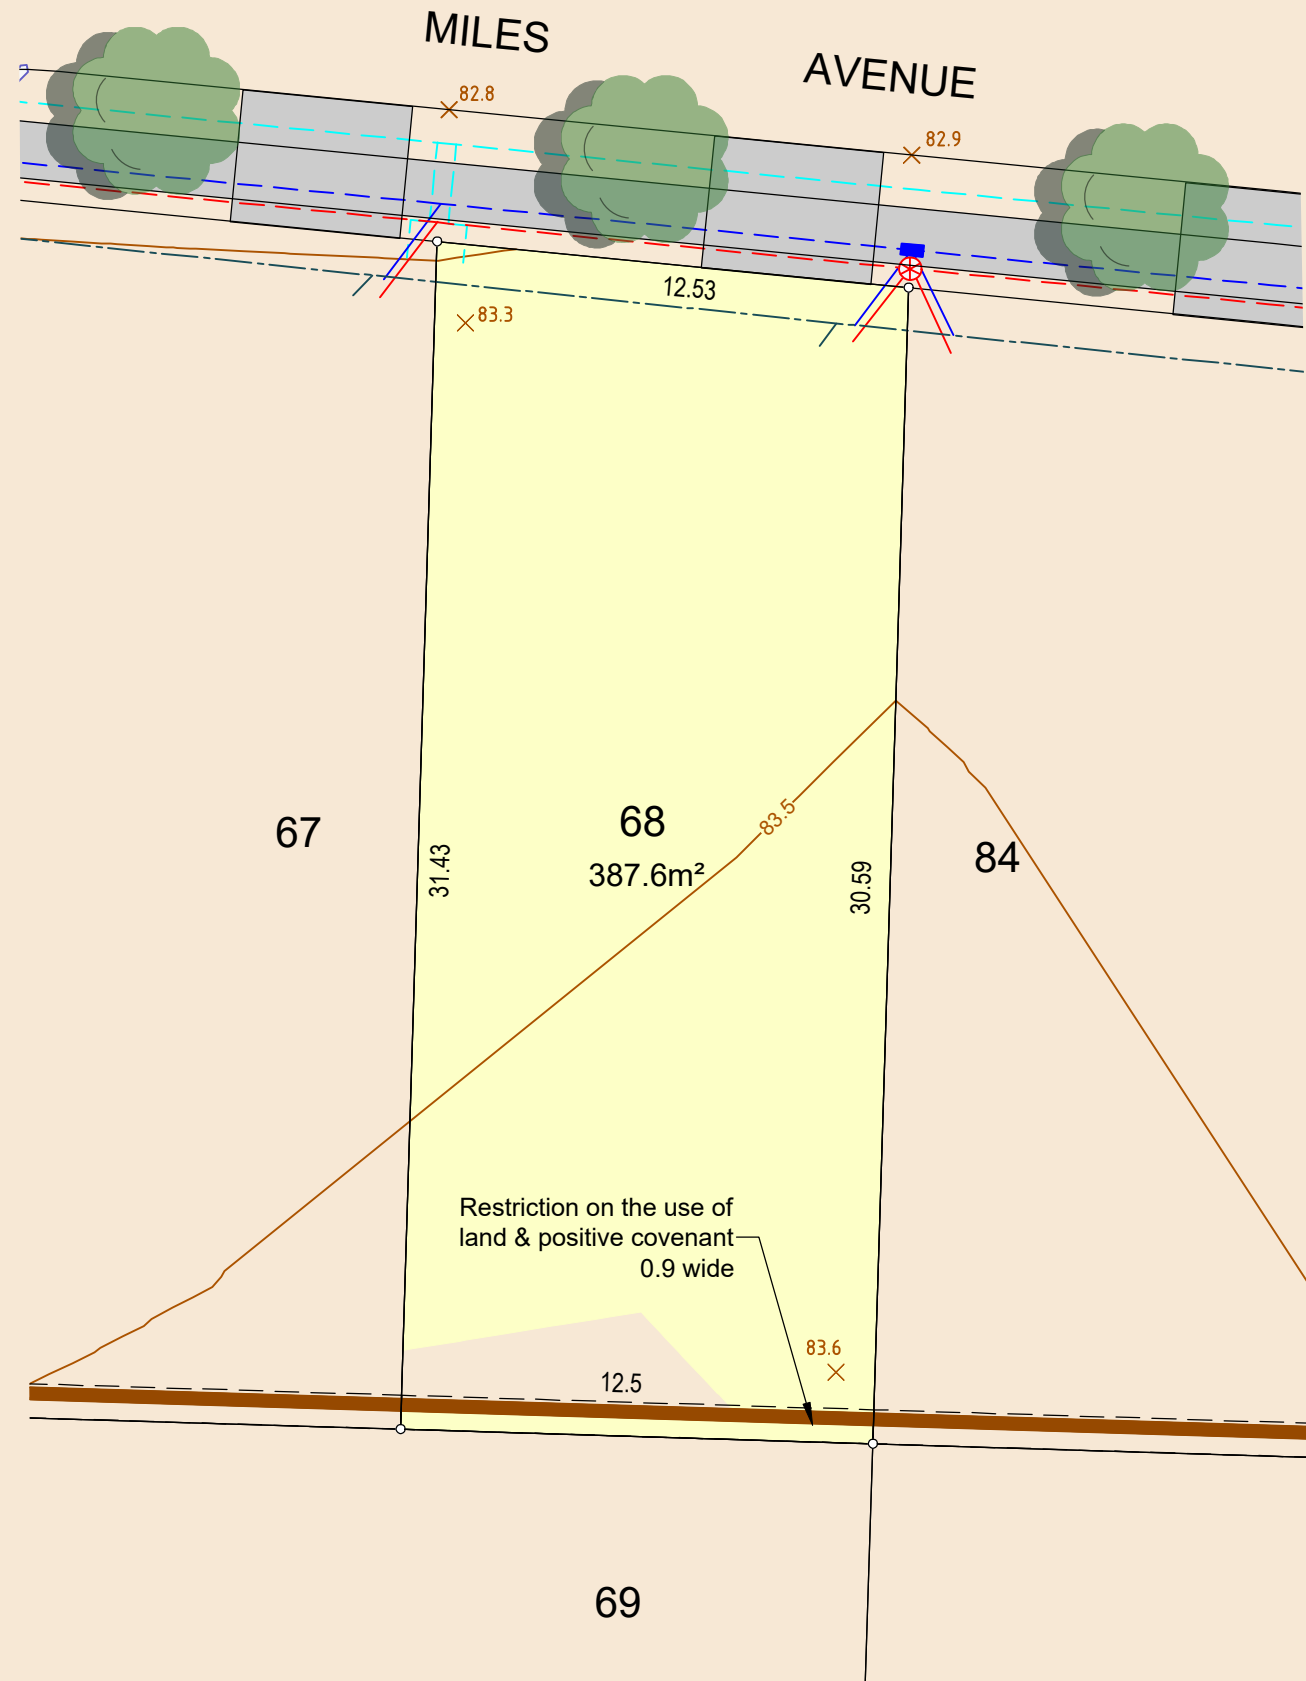 MILES
AVENUE
82.8
82.9
12.53
83.3
67
68
387.6m²
83.5
84
31.43
30.59
Restriction on the use of
land & positive covenant
0.9 wide
83.6
12.5
69